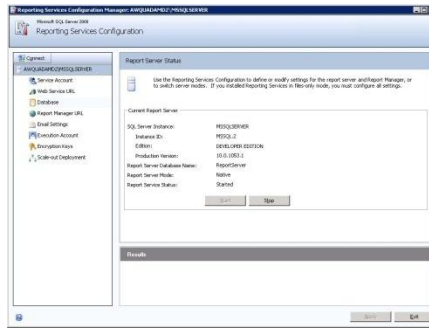 Reporting Services Configuration Manager: AWQUADAMD2\MSSQLSERVER
Microsoft SQL Server 2008
Reporting Services Configuration
Connect
AWQUADAMD2\MSSQLSERVER
Service Account
Web Service URL
Database
Report Manager URL
Email Settings
Execution Account
Encryption Keys
Scale-out Deployment
Report Server Status
Use the Reporting Services Configuration to define or modify settings for the report server and Report Manager, or
to switch server modes. If you installed Reporting Services in files-only mode, you must configure all settings.
Current Report Server
SQL Server Instance: MSSQLSERVER
Instance ID: MSSQL.2
Edition: DEVELOPER EDITION
Production Version: 10.0.1053.1
Report Server Database Name: ReportServer
Report Server Mode: Native
Report Service Status: Started
Start Stop
Results
Apply Exit